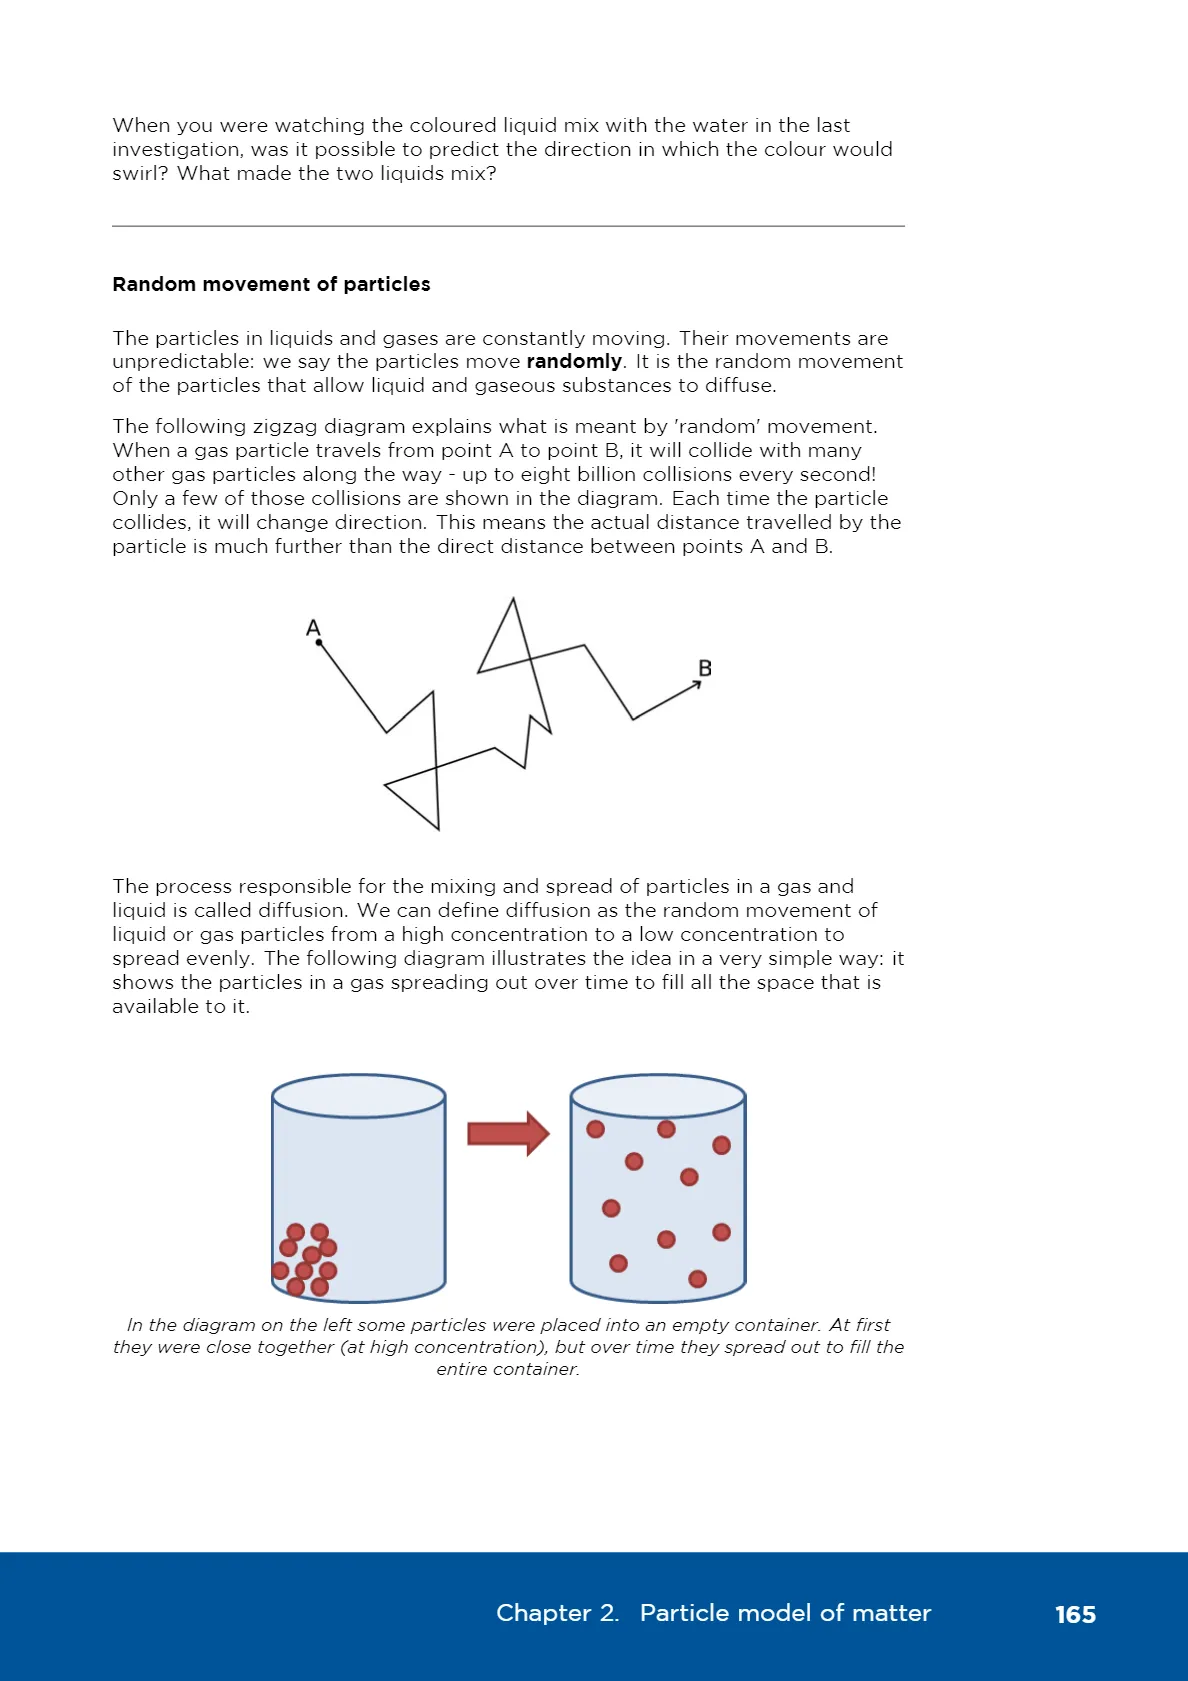 When you were watching the coloured liquid mix with the water in the last
investigation, was it possible to predict the direction in which the colour would
swirl? What made the two liquids mix?
Random movement of particles
The particles in liquids and gases are constantly moving. Their movements are
unpredictable: we say the particles move randomly. It is the random movement
of the particles that allow liquid and gaseous substances to diffuse.
The following zigzag diagram explains what is meant by 'random' movement.
When a gas particle travels from point A to point B, it will collide with many
other gas particles along the way - up to eight billion collisions every second!
Only a few of those collisions are shown in the diagram. Each time the particle
collides, it will change direction. This means the actual distance travelled by the
particle is much further than the direct distance between points A and B.
A
B
The process responsible for the mixing and spread of particles in a gas and
liquid is called diffusion. We can define diffusion as the random movement of
liquid or gas particles from a high concentration to a low concentration to
spread evenly. The following diagram illustrates the idea in a very simple way: it
shows the particles in a gas spreading out over time to fill all the space that is
available to it.
In the diagram on the left some particles were placed into an empty container. At first
they were close together (at high concentration), but over time they spread out to fill the
entire container.
Chapter 2. Particle model of matter 165